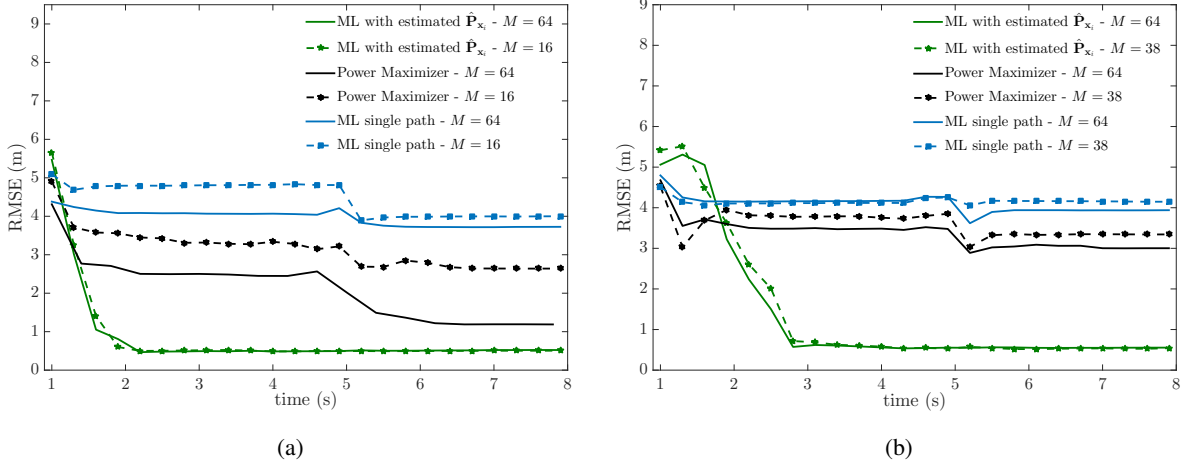 9
8
7
6
5
4
3
2
1
0
RMSE (m)
ML with estimated P̂_{x_i} - M = 64
ML with estimated P̂_{x_i} - M = 16
Power Maximizer - M = 64
Power Maximizer - M = 16
ML single path - M = 64
ML single path - M = 16
1 2 3 4 5 6 7 8
time (s)
(a)
9
8
7
6
5
4
3
2
1
0
RMSE (m)
ML with estimated P̂_{x_i} - M = 64
ML with estimated P̂_{x_i} - M = 38
Power Maximizer - M = 64
Power Maximizer - M = 38
ML single path - M = 64
ML single path - M = 38
1 2 3 4 5 6 7 8
time (s)
(b)